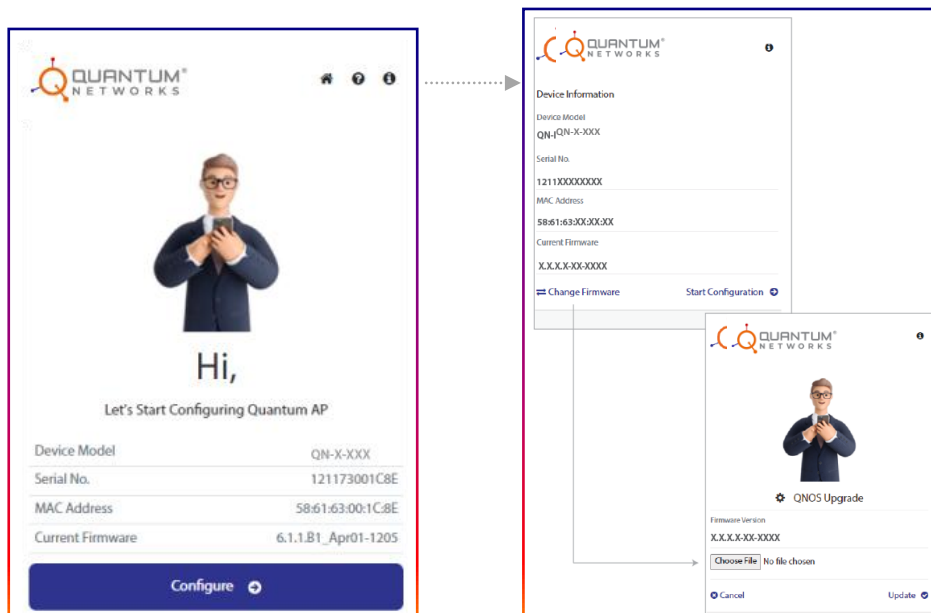 QUANTUM®
NETWORKS
Hi,
Let's Start Configuring Quantum AP
Device Model QN-X-XXX
Serial No. 121173001C8E
MAC Address 58:61:63:00:1C:8E
Current Firmware 6.1.1.B1_Apr01-1205
Configure
QUANTUM®
NETWORKS
Device Information
Device Model
QN-I QN-X-XXX
Serial No.
1211XXXXXXXX
MAC Address
58:61:63:XX:XX:XX
Current Firmware
X.X.X.X-XX-XXXX
Change Firmware Start Configuration
QUANTUM®
NETWORKS
QNOS Upgrade
Firmware Version
X.X.X.X-XX-XXXX
Choose File No file chosen
Cancel Update